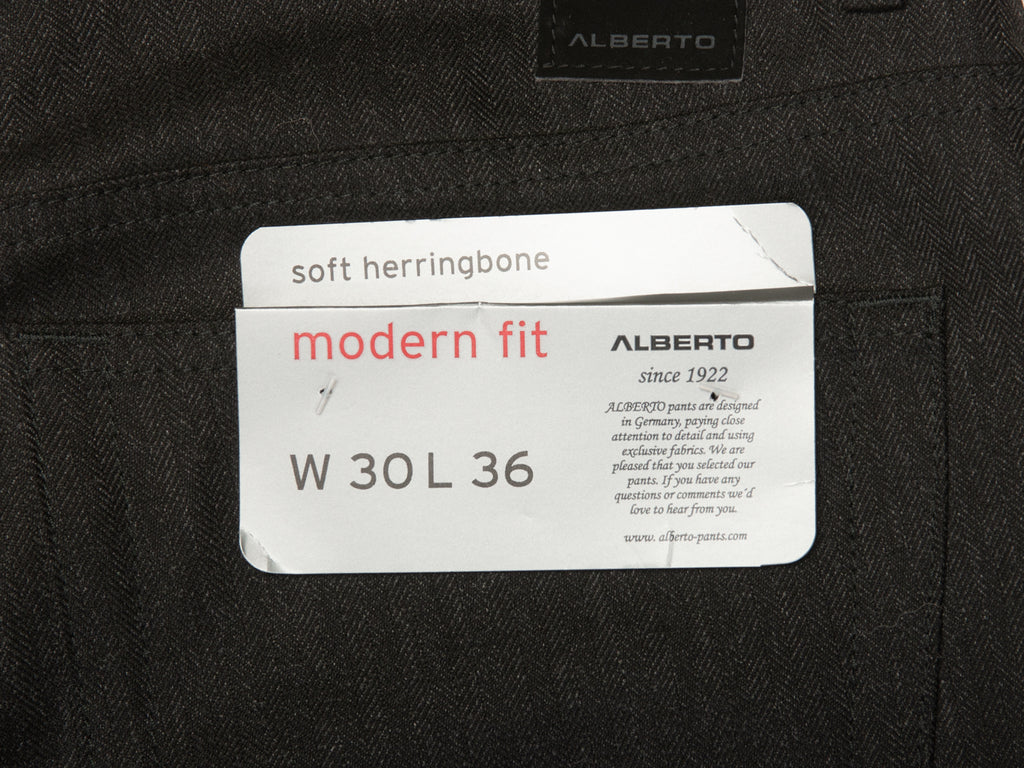 ALBERTO
soft herringbone
modern fit
W 30 L 36
ALBERTO
since 1922
ALBERTO pants are designed
in Germany, paying close
attention to detail and using
exclusive fabrics. We are
pleased that you selected our
pants. If you have any
questions or comments we´d
love to hear from you.
www. alberto-pants.com